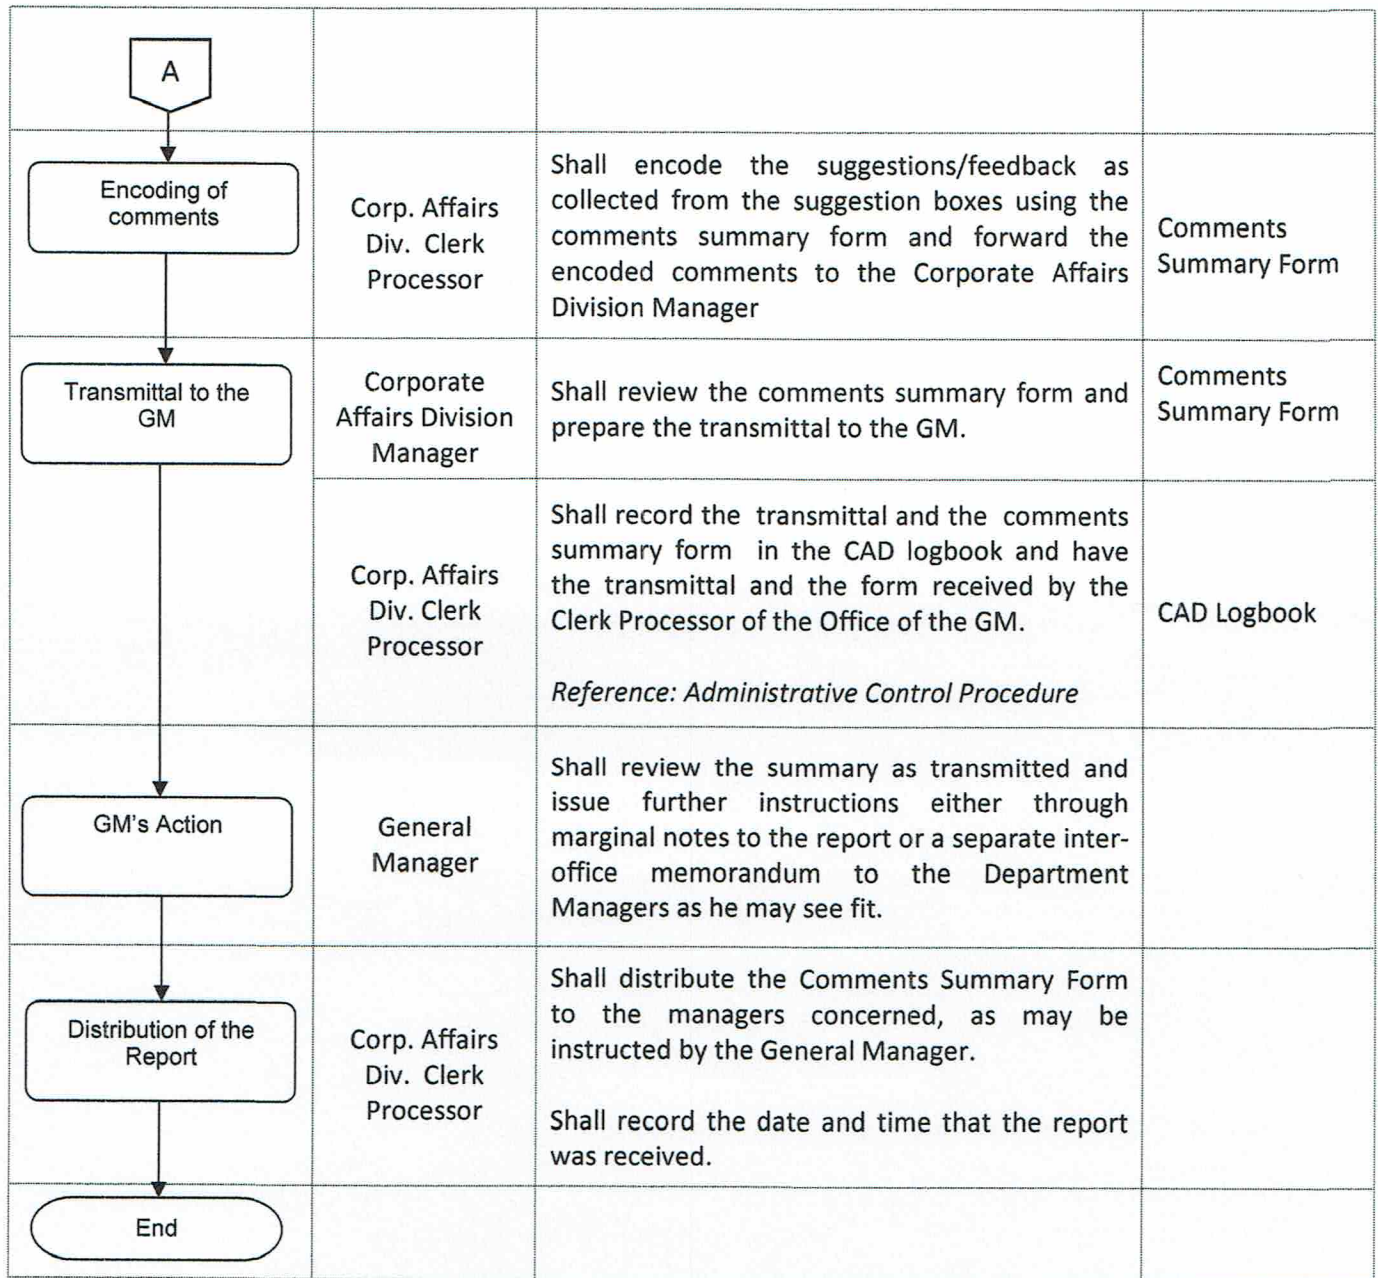 A
Encoding of
comments
Corp. Affairs
Div. Clerk
Processor
Shall encode the suggestions/feedback as
collected from the suggestion boxes using the
comments summary form and forward the
encoded comments to the Corporate Affairs
Division Manager
Comments
Summary Form
Transmittal to the
GM
Corporate
Affairs Division
Manager
Shall review the comments summary form and
prepare the transmittal to the GM.
Comments
Summary Form
Corp. Affairs
Div. Clerk
Processor
Shall record the transmittal and the comments
summary form in the CAD logbook and have
the transmittal and the form received by the
Clerk Processor of the Office of the GM.
Reference: Administrative Control Procedure
CAD Logbook
GM's Action
General
Manager
Shall review the summary as transmitted and
issue further instructions either through
marginal notes to the report or a separate inter-
office memorandum to the Department
Managers as he may see fit.
Distribution of the
Report
Corp. Affairs
Div. Clerk
Processor
Shall distribute the Comments Summary Form
to the managers concerned, as may be
instructed by the General Manager.
Shall record the date and time that the report
was received.
End